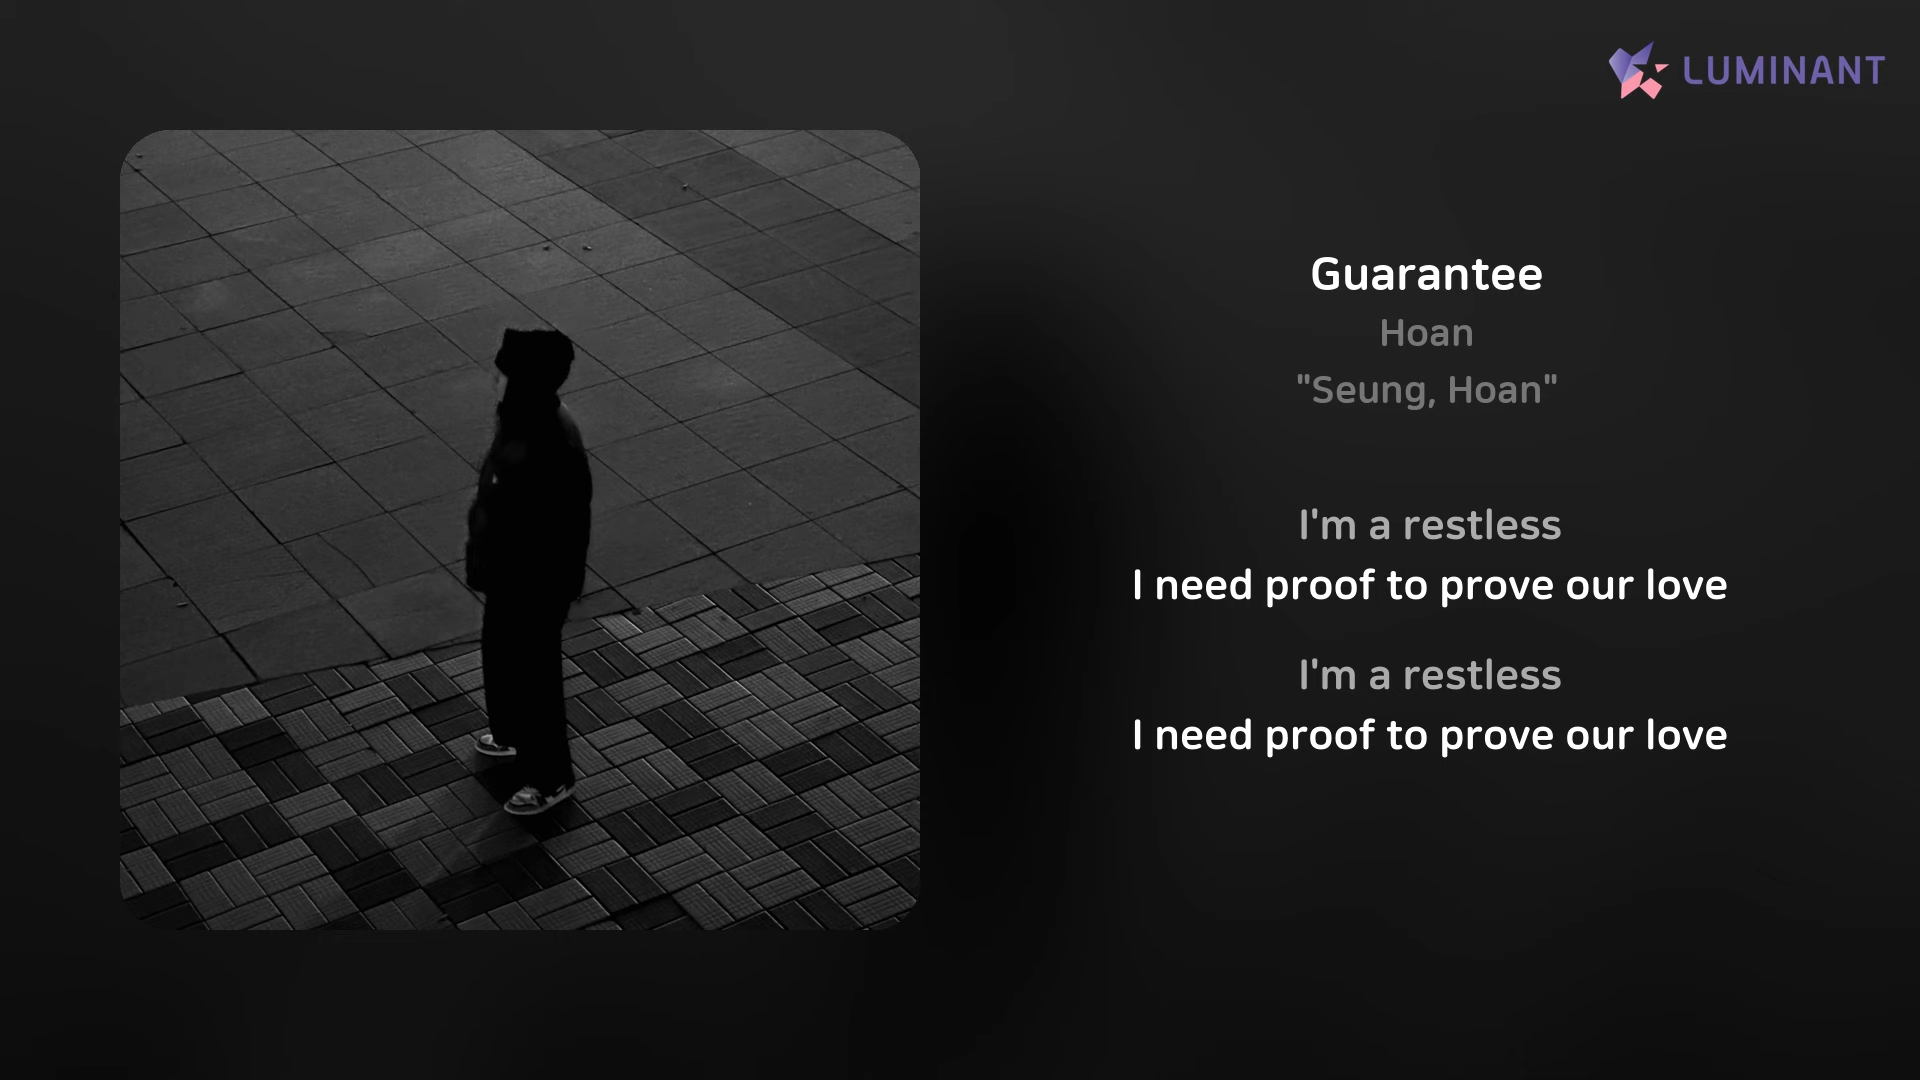 LUMINANT
Guarantee
Hoan
"Seung, Hoan"
I'm a restless
I need proof to prove our love
I'm a restless
I need proof to prove our love